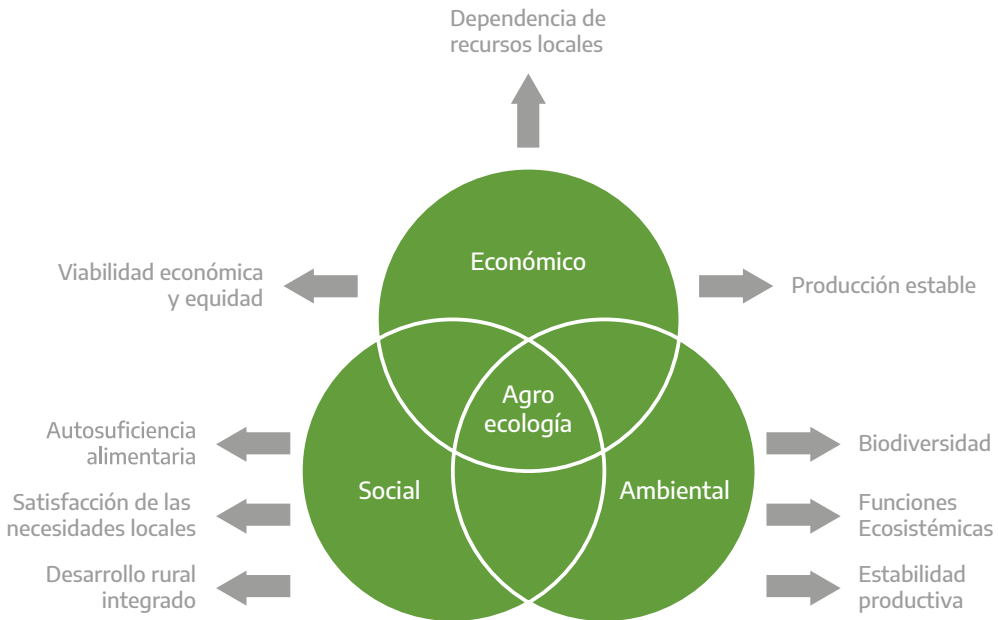 Dependencia de
recursos locales
Económico
Viabilidad económica
y equidad
Producción estable
Agro
ecología
Autosuficiencia
alimentaria
Biodiversidad
Social
Ambiental
Satisfacción de las
necesidades locales
Funciones
Ecosistémicas
Desarrollo rural
integrado
Estabilidad
productiva